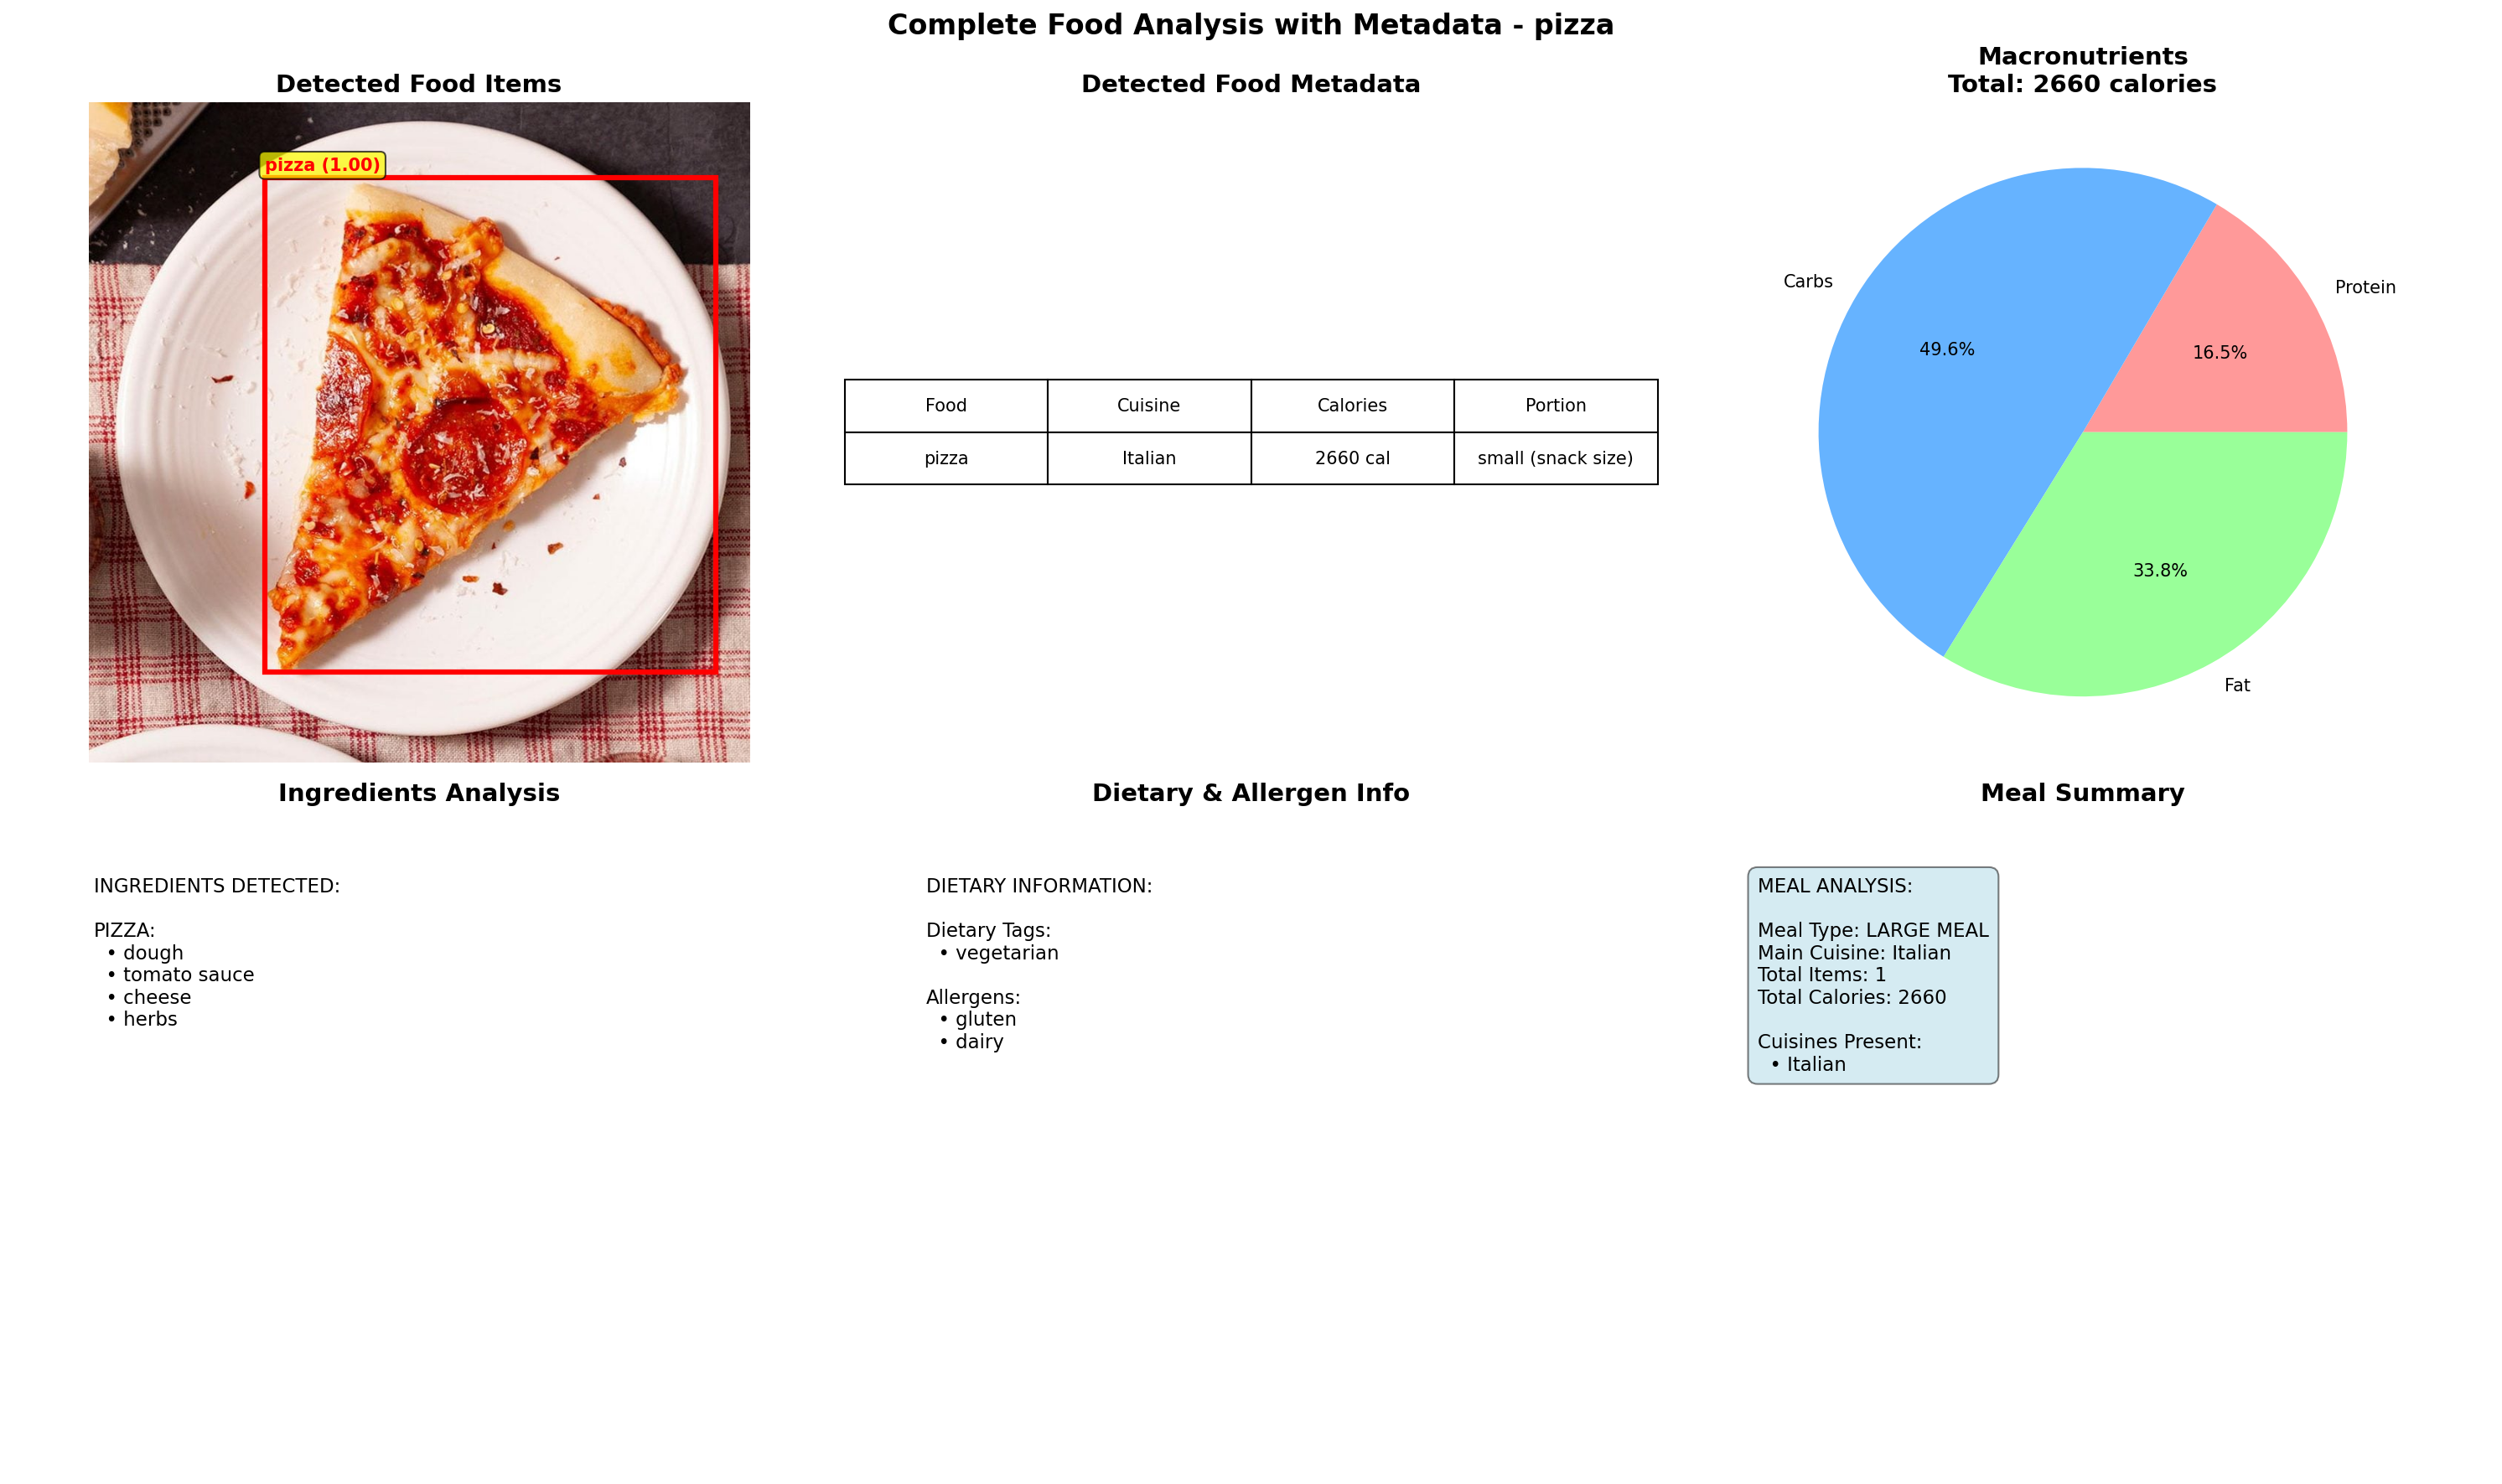 Complete Food Analysis with Metadata - pizza
Detected Food Items
pizza (1.00)
Detected Food Metadata
Food Cuisine Calories Portion
pizza Italian 2660 cal small (snack size)
Macronutrients
Total: 2660 calories
Carbs
49.6%
Protein
16.5%
33.8%
Fat
Ingredients Analysis
INGREDIENTS DETECTED:
PIZZA:
• dough
• tomato sauce
• cheese
• herbs
Dietary & Allergen Info
DIETARY INFORMATION:
Dietary Tags:
• vegetarian
Allergens:
• gluten
• dairy
Meal Summary
MEAL ANALYSIS:
Meal Type: LARGE MEAL
Main Cuisine: Italian
Total Items: 1
Total Calories: 2660
Cuisines Present:
• Italian